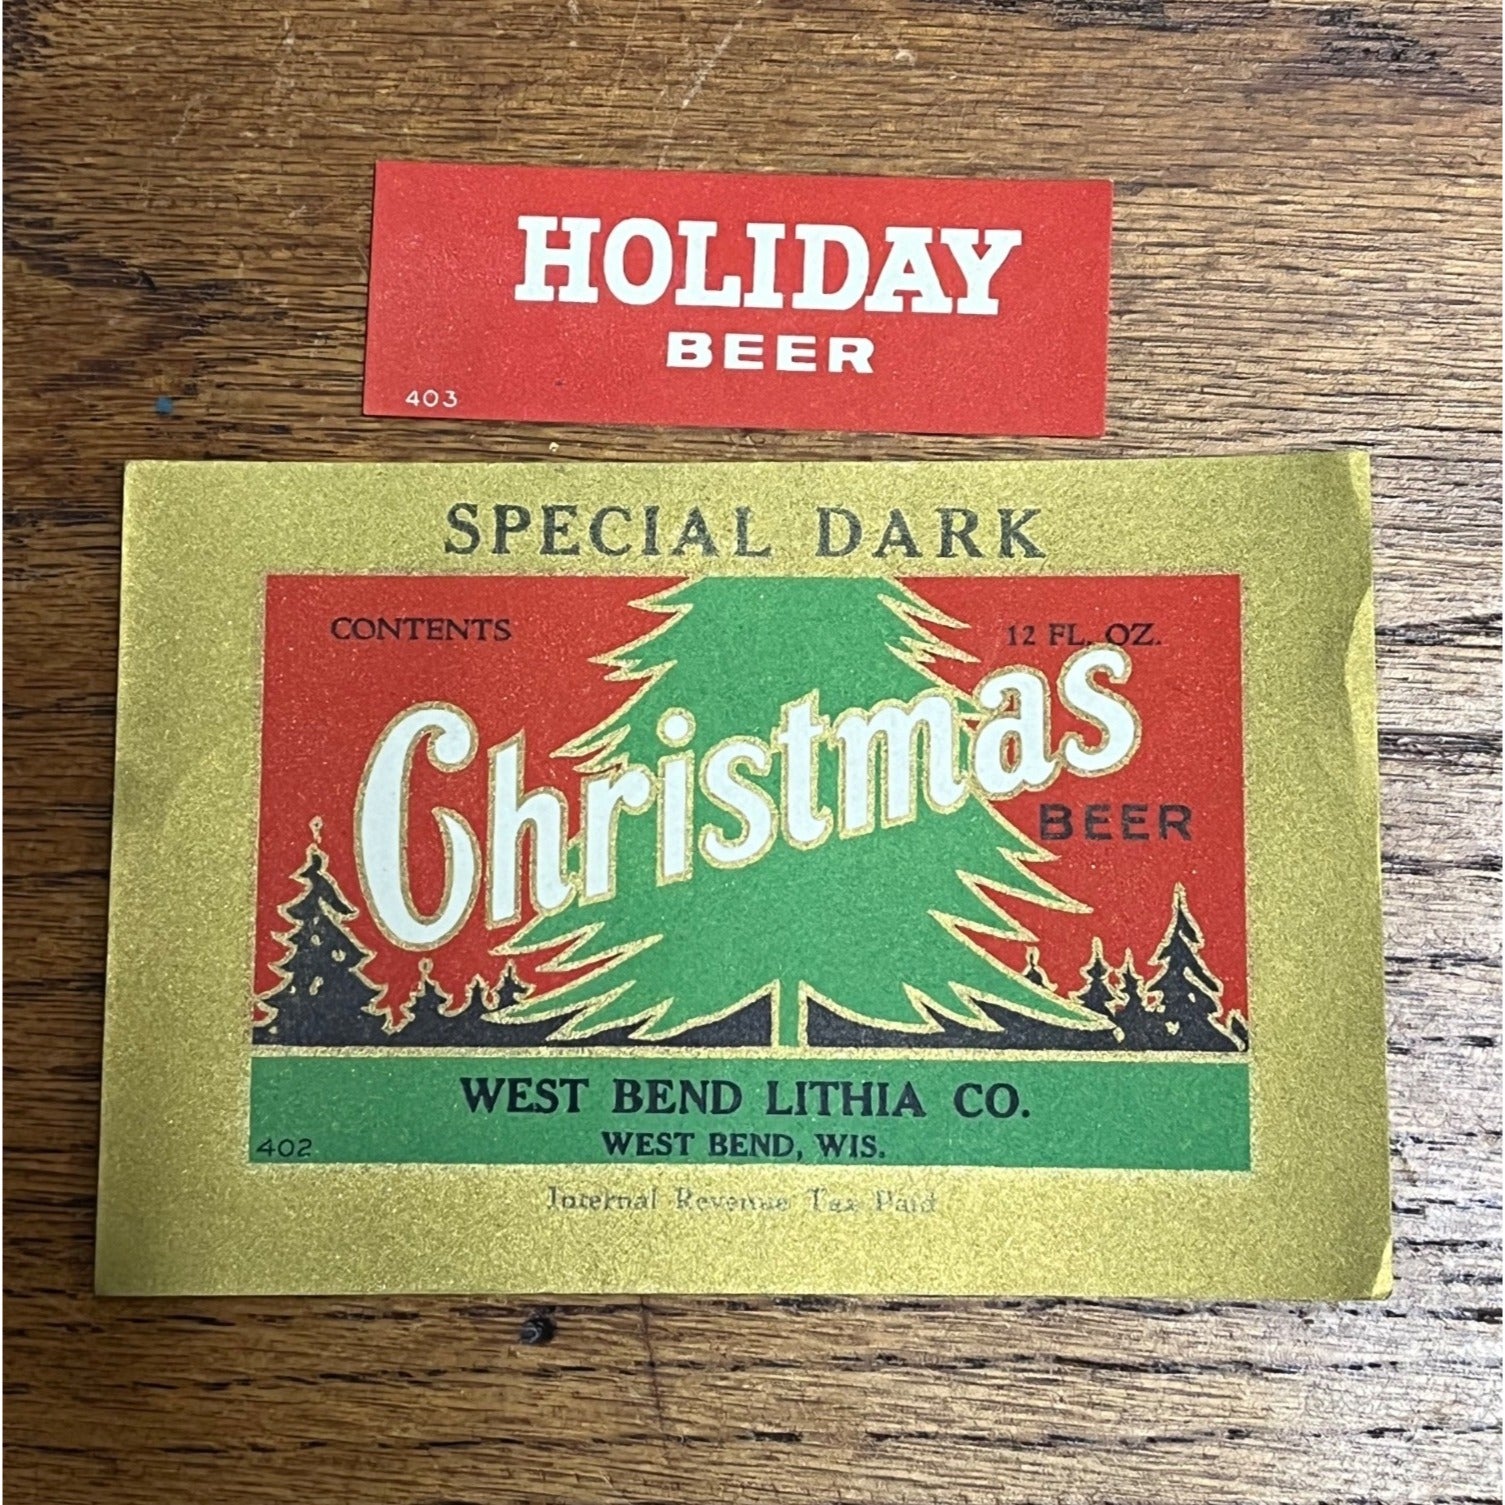 HOLIDAY
BEER
403
SPECIAL DARK
CONTENTS 12 FL. OZ.
Christmas
BEER
WEST BEND LITHIA CO.
402 WEST BEND, WIS.
Internal Revenue Tax Paid